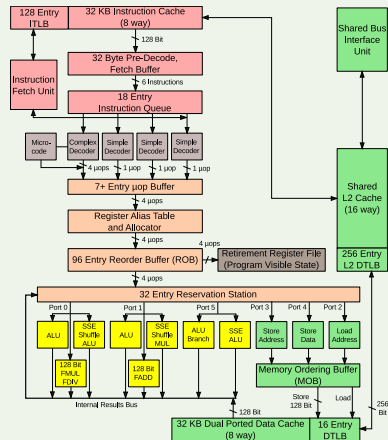 128 Entry
ITLB
32 KB Instruction Cache
(8 way)
128 Bit
32 Byte Pre-Decode,
Fetch Buffer
Instruction
Fetch Unit
6 Instructions
18 Entry
Instruction Queue
Micro-
code
Complex
Decoder
Simple
Decoder
Simple
Decoder
Simple
Decoder
4 µops
1 µop
1 µop
1 µop
7+ Entry µop Buffer
4 µops
Register Alias Table
and Allocator
4 µops
4 µops
96 Entry Reorder Buffer (ROB)
Retirement Register File
(Program Visible State)
4 µops
32 Entry Reservation Station
Port 0
Port 1
Port 5
Port 3
Port 4
Port 2
ALU
SSE
Shuffle
ALU
ALU
SSE
Shuffle
MUL
ALU
Branch
SSE
ALU
Store
Address
Store
Data
Load
Address
128 Bit
FMUL
FDIV
128 Bit
FADD
Memory Ordering Buffer
(MOB)
Internal Results Bus
Store
128 Bit
Load
128 Bit
256
Bit
32 KB Dual Ported Data Cache
(8 way)
16 Entry
DTLB
Shared Bus
Interface
Unit
Shared
L2 Cache
(16 way)
256 Entry
L2 DTLB